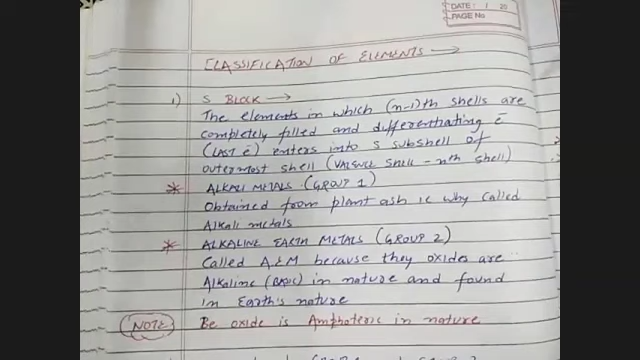 DATE: / 20
PAGE No
CLASSIFICATION OF ELEMENTS →
1) S BLOCK →
The elements in which (n-1)th shells are
completely filled and differenthating ē
(LAST ē) enters into s subshell of
outermost shell (VALENCE SHELL - nth shell)
* ALKALI METALS (GROUP 1)
Obtained from plant ash ie why called
Alkali metals
* ALKALINE EARTH METALS (GROUP 2)
Called A.E.M because they oxides are
Alkaline (BASIC) in nature and found
in Earth's nature
NOTE Be oxide is Amphoteric in nature